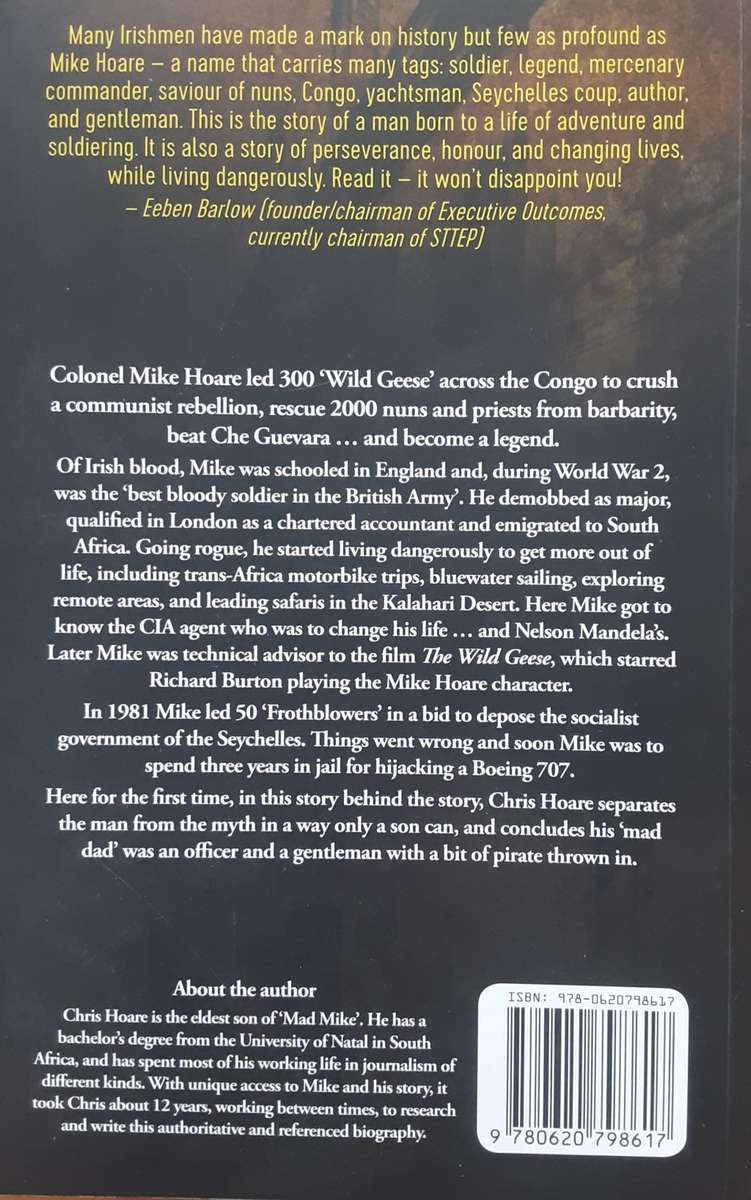 Many Irishmen have made a mark on history but few as profound as
Mike Hoare – a name that carries many tags: soldier, legend, mercenary
commander, saviour of nuns, Congo, yachtsman, Seychelles coup, author,
and gentleman. This is the story of a man born to a life of adventure and
soldiering. It is also a story of perseverance, honour, and changing lives,
while living dangerously. Read it – it won't disappoint you!
– Eeben Barlow (founder/chairman of Executive Outcomes,
currently chairman of STTEP)
Colonel Mike Hoare led 300 ‘Wild Geese’ across the Congo to crush
a communist rebellion, rescue 2000 nuns and priests from barbarity,
beat Che Guevara … and become a legend.
Of Irish blood, Mike was schooled in England and, during World War 2,
was the ‘best bloody soldier in the British Army’. He demobbed as major,
qualified in London as a chartered accountant and emigrated to South
Africa. Going rogue, he started living dangerously to get more out of
life, including trans-Africa motorbike trips, bluewater sailing, exploring
remote areas, and leading safaris in the Kalahari Desert. Here Mike got to
know the CIA agent who was to change his life … and Nelson Mandela’s.
Later Mike was technical advisor to the film The Wild Geese, which starred
Richard Burton playing the Mike Hoare character.
In 1981 Mike led 50 ‘Frothblowers’ in a bid to depose the socialist
government of the Seychelles. Things went wrong and soon Mike was to
spend three years in jail for hijacking a Boeing 707.
Here for the first time, in this story behind the story, Chris Hoare separates
the man from the myth in a way only a son can, and concludes his ‘mad
dad’ was an officer and a gentleman with a bit of pirate thrown in.
About the author
Chris Hoare is the eldest son of ‘Mad Mike’. He has a
bachelor’s degree from the University of Natal in South
Africa, and has spent most of his working life in journalism of
different kinds. With unique access to Mike and his story, it
took Chris about 12 years, working between times, to research
and write this authoritative and referenced biography.
ISBN: 978-0620798617
9 780620 798617